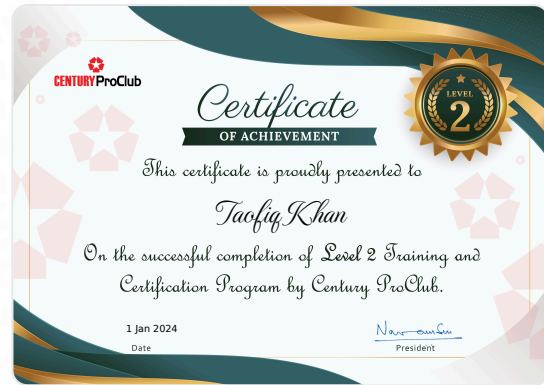 CENTURY ProClub
LEVEL
2
Certificate
OF ACHIEVEMENT
This certificate is proudly presented to
Taofiq Khan
On the successful completion of Level 2 Training and
Certification Program by Century ProClub.
1 Jan 2024
Date
President